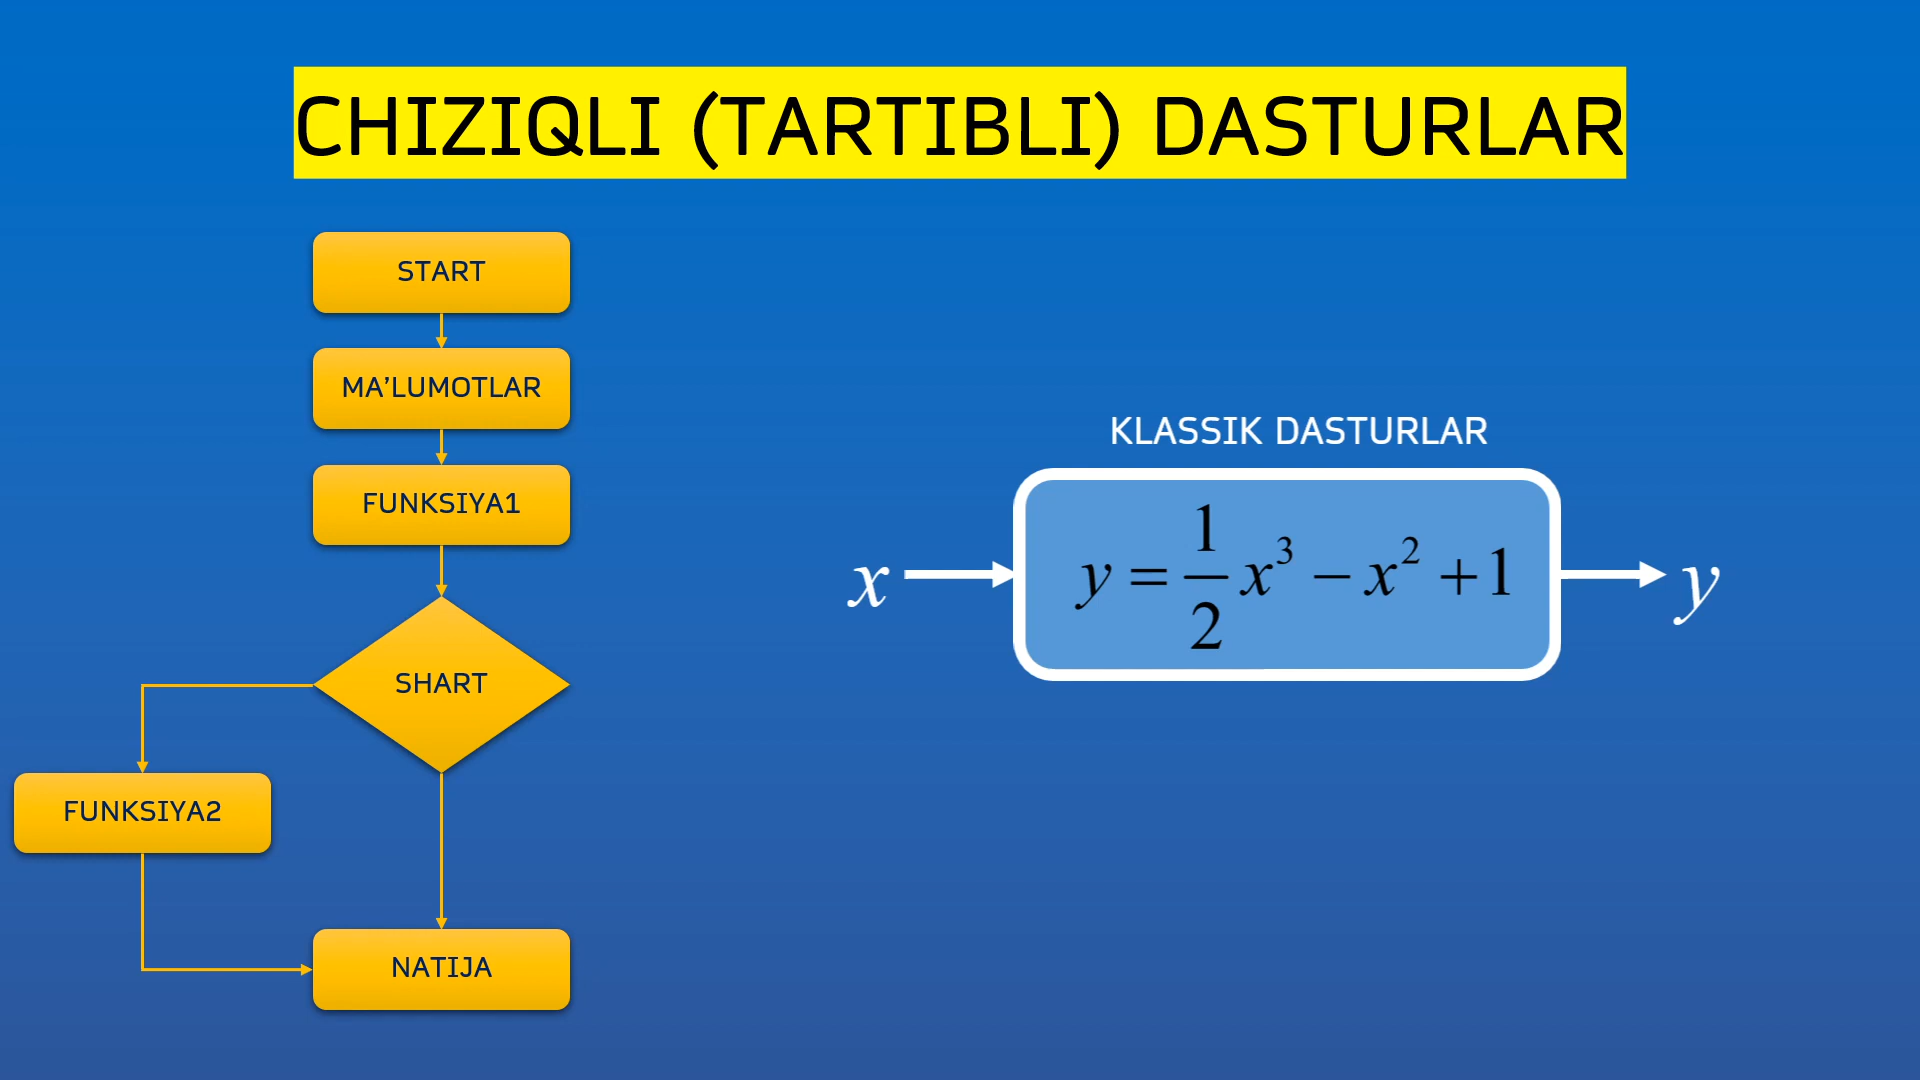 CHIZIQLI (TARTIBLI) DASTURLAR
START
MA’LUMOTLAR
FUNKSIYA1
SHART
FUNKSIYA2
NATIJA
KLASSIK DASTURLAR
x
y = 1/2 x³ − x² + 1
y